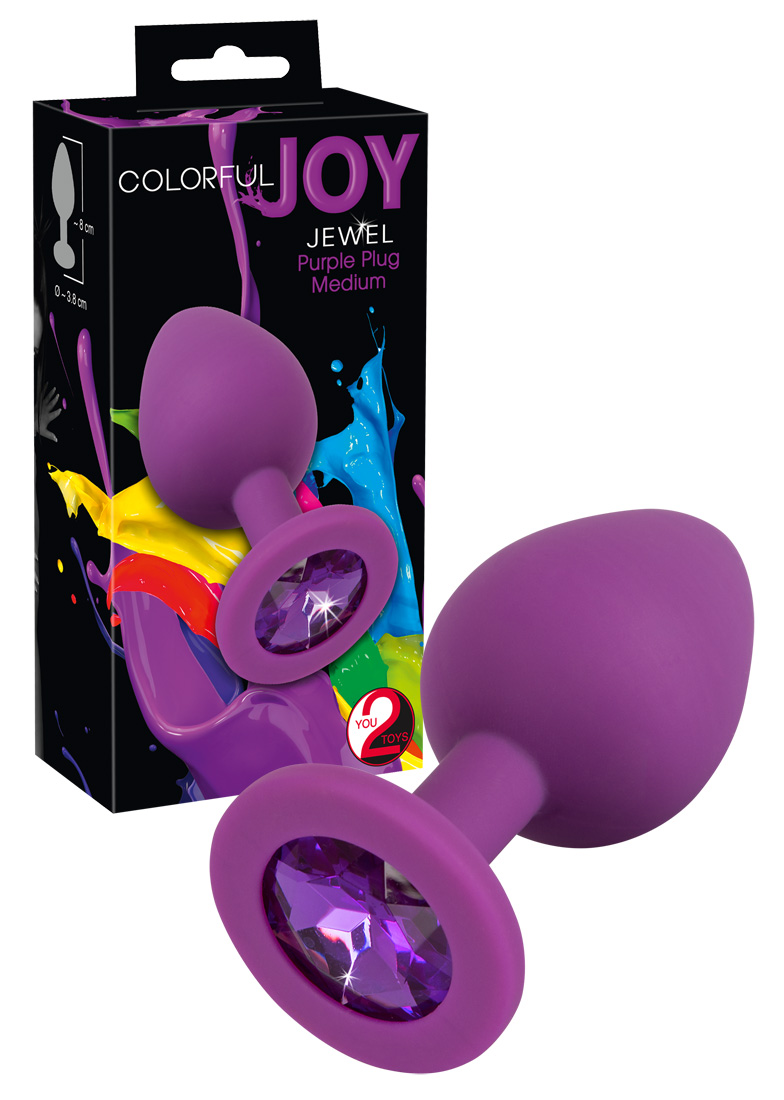 COLORFUL JOY
JEWEL
Purple Plug
Medium
~ 8 cm
Ø ~ 3,8 cm
YOU
2
TOYS